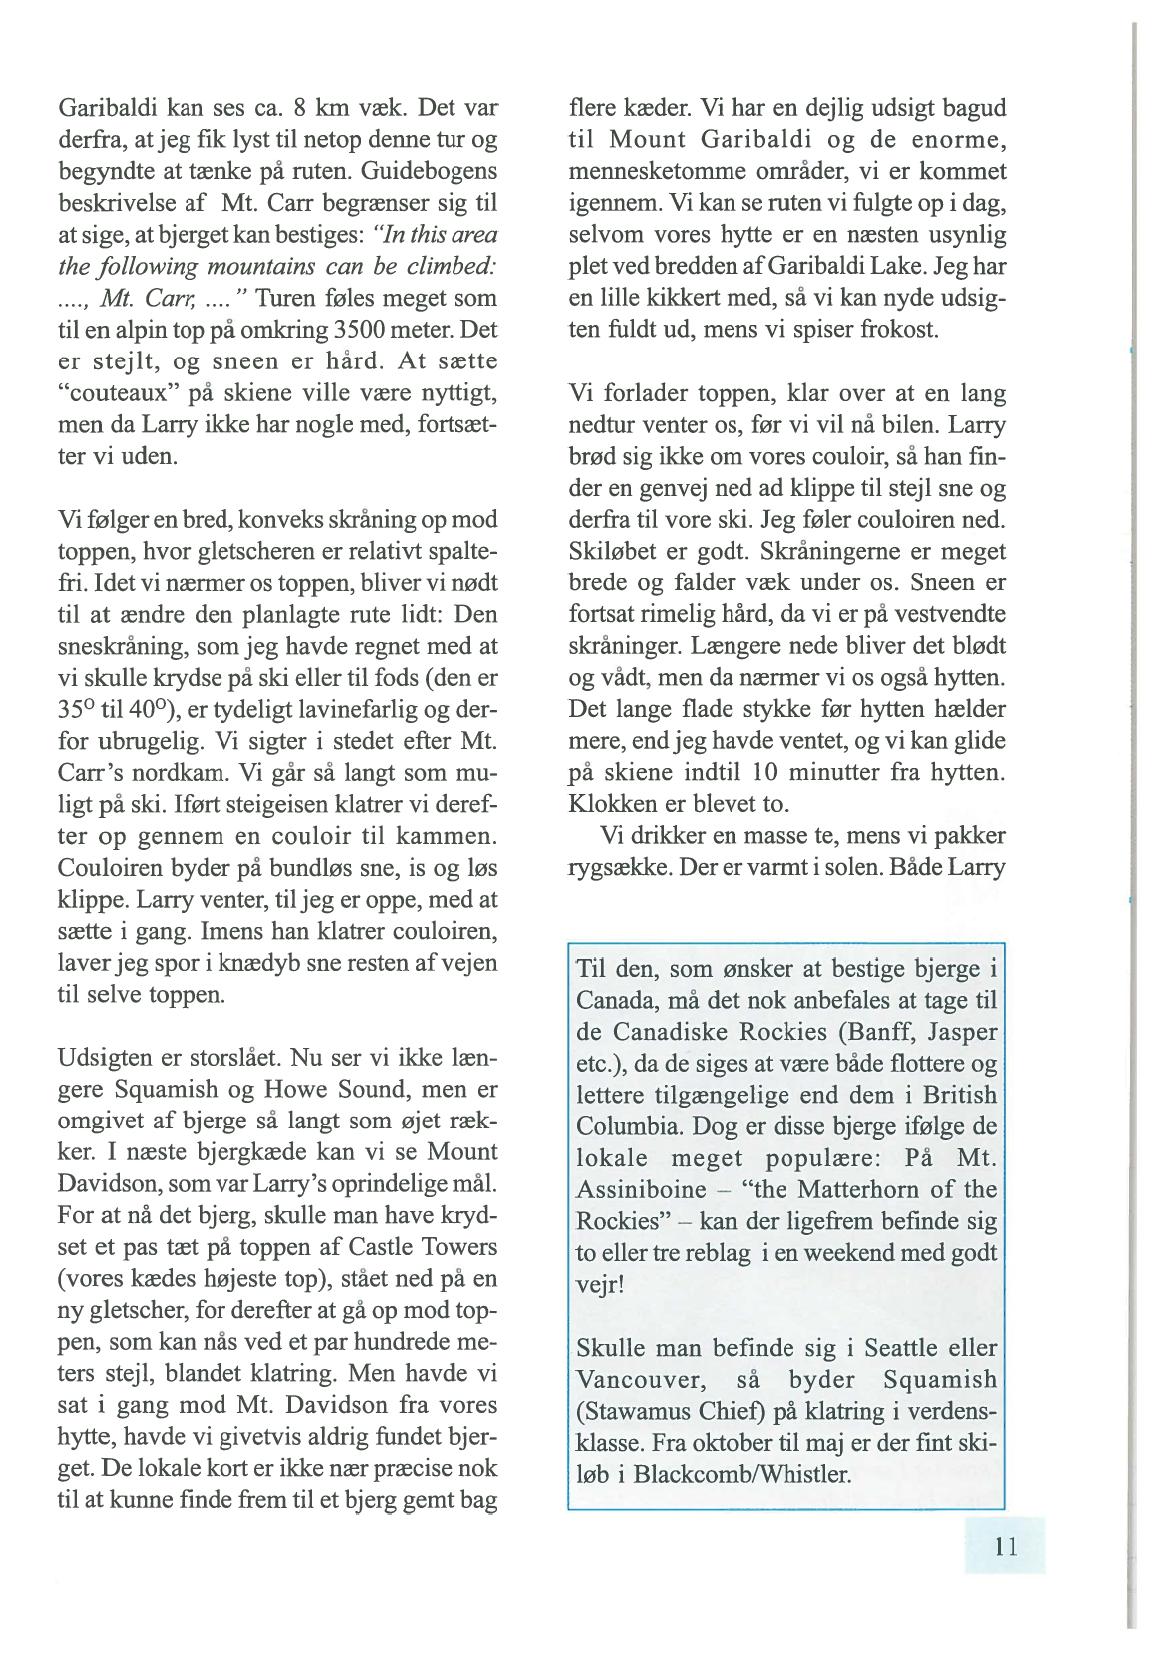 Garibaldi kan ses ca. 8 km væk. Det var
derfra, at jeg fik lyst til netop denne tur og
begyndte at tænke på ruten. Guidebogens
beskrivelse af Mt. Carr begrænser sig til
at sige, at bjerget kan bestiges: “In this area
the following mountains can be climbed:
...., Mt. Carr, ....” Turen føles meget som
til en alpin top på omkring 3500 meter. Det
er stejlt, og sneen er hård. At sætte
“couteaux” på skiene ville være nyttigt,
men da Larry ikke har nogle med, fortsæt-
ter vi uden.

Vi følger en bred, konveks skråning op mod
toppen, hvor gletscheren er relativt spalte-
fri. Idet vi nærmer os toppen, bliver vi nødt
til at ændre den planlagte rute lidt: Den
sneskråning, som jeg havde regnet med at
vi skulle krydse på ski eller til fods (den er
35° til 40°), er tydeligt lavinefarlig og der-
for ubrugelig. Vi sigter i stedet efter Mt.
Carr’s nordkam. Vi går så langt som mu-
ligt på ski. Iført steigeisen klatrer vi deref-
ter op gennem en couloir til kammen.
Couloiren byder på bundløs sne, is og løs
klippe. Larry venter, til jeg er oppe, med at
sætte i gang. Imens han klatrer couloiren,
laver jeg spor i knædyb sne resten af vejen
til selve toppen.

Udsigten er storslået. Nu ser vi ikke læn-
gere Squamish og Howe Sound, men er
omgivet af bjerge så langt som øjet ræk-
ker. I næste bjergkæde kan vi se Mount
Davidson, som var Larry’s oprindelige mål.
For at nå det bjerg, skulle man have kryd-
set et pas tæt på toppen af Castle Towers
(vores kædes højeste top), stået ned på en
ny gletscher, for derefter at gå op mod top-
pen, som kan nås ved et par hundrede me-
ters stejl, blandet klatring. Men havde vi
sat i gang mod Mt. Davidson fra vores
hytte, havde vi givetvis aldrig fundet bjer-
get. De lokale kort er ikke nær præcise nok
til at kunne finde frem til et bjerg gemt bag
flere kæder. Vi har en dejlig udsigt bagud
til Mount Garibaldi og de enorme,
mennesketomme områder, vi er kommet
igennem. Vi kan se ruten vi fulgte op i dag,
selvom vores hytte er en næsten usynlig
plet ved bredden af Garibaldi Lake. Jeg har
en lille kikkert med, så vi kan nyde udsig-
ten fuldt ud, mens vi spiser frokost.

Vi forlader toppen, klar over at en lang
nedtur venter os, før vi vil nå bilen. Larry
brød sig ikke om vores couloir, så han fin-
der en genvej ned ad klippe til stejl sne og
derfra til vore ski. Jeg føler couloiren ned.
Skiløbet er godt. Skråningerne er meget
brede og falder væk under os. Sneen er
fortsat rimelig hård, da vi er på vestvendte
skråninger. Længere nede bliver det blødt
og vådt, men da nærmer vi os også hytten.
Det lange flade stykke før hytten hælder
mere, end jeg havde ventet, og vi kan glide
på skiene indtil 10 minutter fra hytten.
Klokken er blevet to.
Vi drikker en masse te, mens vi pakker
rygsække. Der er varmt i solen. Både Larry

Til den, som ønsker at bestige bjerge i
Canada, må det nok anbefales at tage til
de Canadiske Rockies (Banff, Jasper
etc.), da de siges at være både flottere og
lettere tilgængelige end dem i British
Columbia. Dog er disse bjerge ifølge de
lokale meget populære: På Mt.
Assiniboine – “the Matterhorn of the
Rockies” – kan der ligefrem befinde sig
to eller tre reblag i en weekend med godt
vejr!

Skulle man befinde sig i Seattle eller
Vancouver, så byder Squamish
(Stawamus Chief) på klatring i verdens-
klasse. Fra oktober til maj er der fint ski-
løb i Blackcomb/Whistler.

11